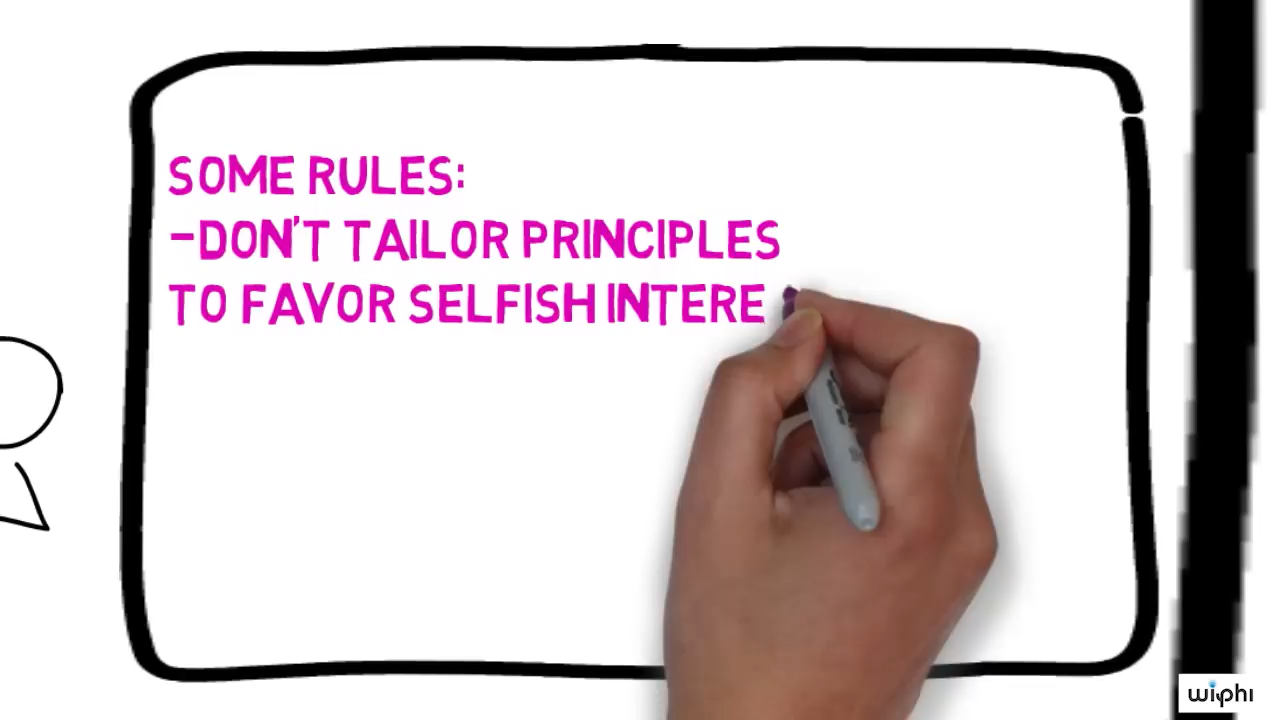 SOME RULES:
-DON'T TAILOR PRINCIPLES
TO FAVOR SELFISH INTERE
wiphi